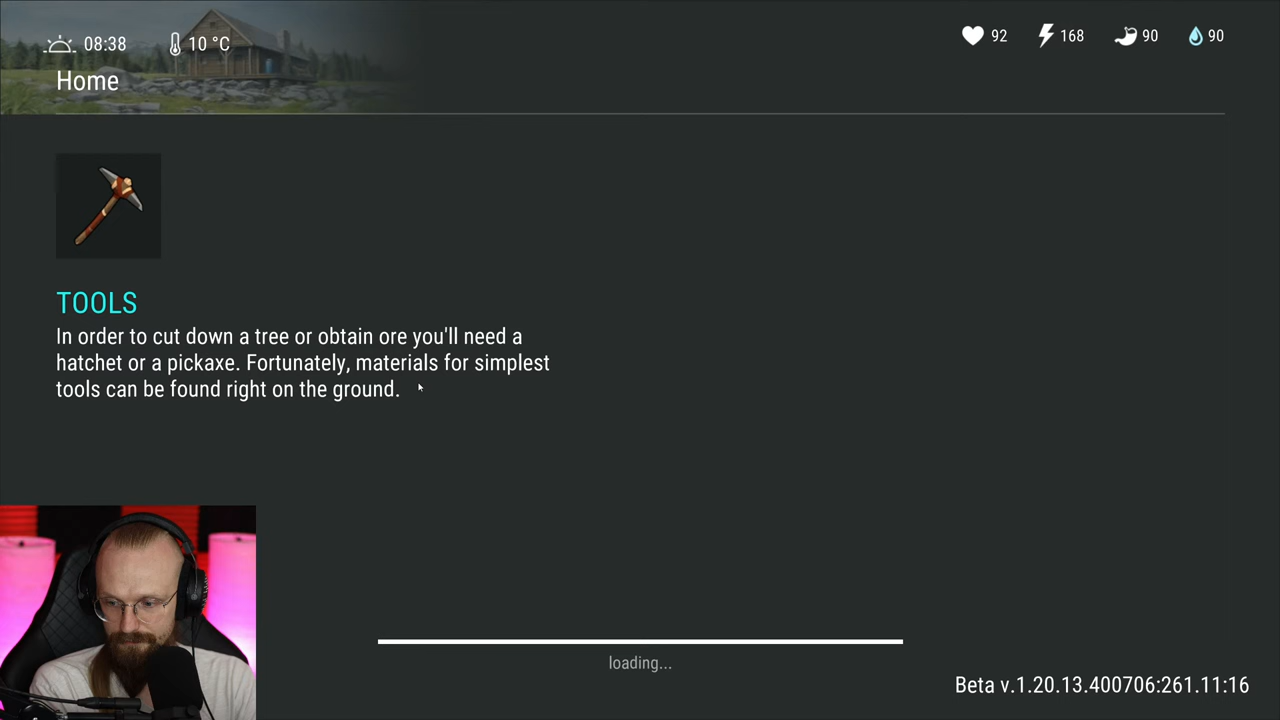 08:38
10 °C
92
168
90
90
Home
TOOLS
In order to cut down a tree or obtain ore you'll need a
hatchet or a pickaxe. Fortunately, materials for simplest
tools can be found right on the ground.
loading...
Beta v.1.20.13.400706:261.11:16